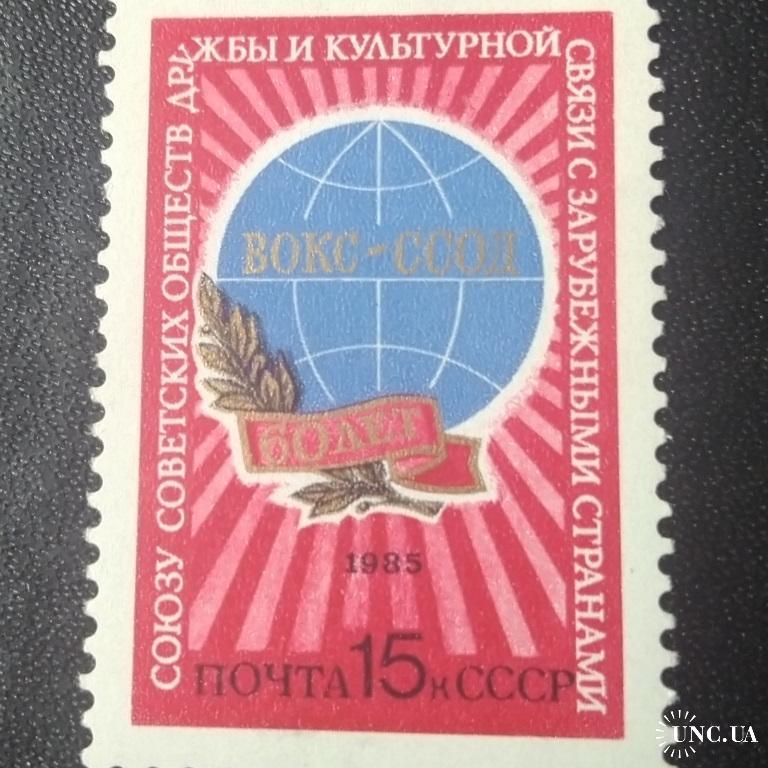 СОЮЗУ СОВЕТСКИХ ОБЩЕСТВ ДРУЖБЫ И КУЛЬТУРНОЙ СВЯЗИ С ЗАРУБЕЖНЫМИ СТРАНАМИ
ВОКС-ССОД
60 ЛЕТ
1985
ПОЧТА 15к СССР
UNC.UA